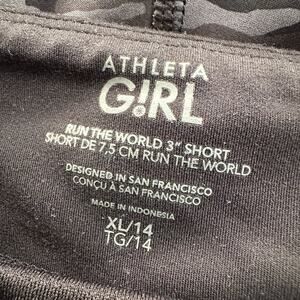 ATHLETA
G!RL
RUN THE WORLD 3" SHORT
SHORT DE 7.5 CM RUN THE WORLD
DESIGNED IN SAN FRANCISCO
CONÇU À SAN FRANCISCO
MADE IN INDONESIA
XL/14
TG/14